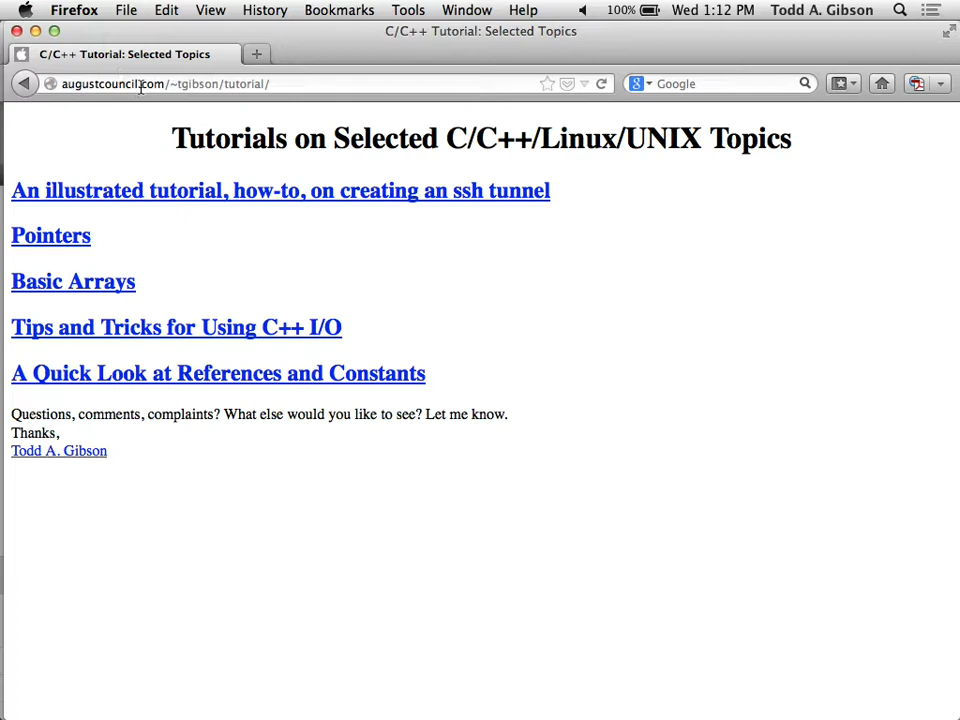 Firefox File Edit View History Bookmarks Tools Window Help 100% Wed 1:12 PM Todd A. Gibson
C/C++ Tutorial: Selected Topics
C/C++ Tutorial: Selected Topics
augustcouncil.com/~tgibson/tutorial/ Google
Tutorials on Selected C/C++/Linux/UNIX Topics
An illustrated tutorial, how-to, on creating an ssh tunnel
Pointers
Basic Arrays
Tips and Tricks for Using C++ I/O
A Quick Look at References and Constants
Questions, comments, complaints? What else would you like to see? Let me know.
Thanks,
Todd A. Gibson